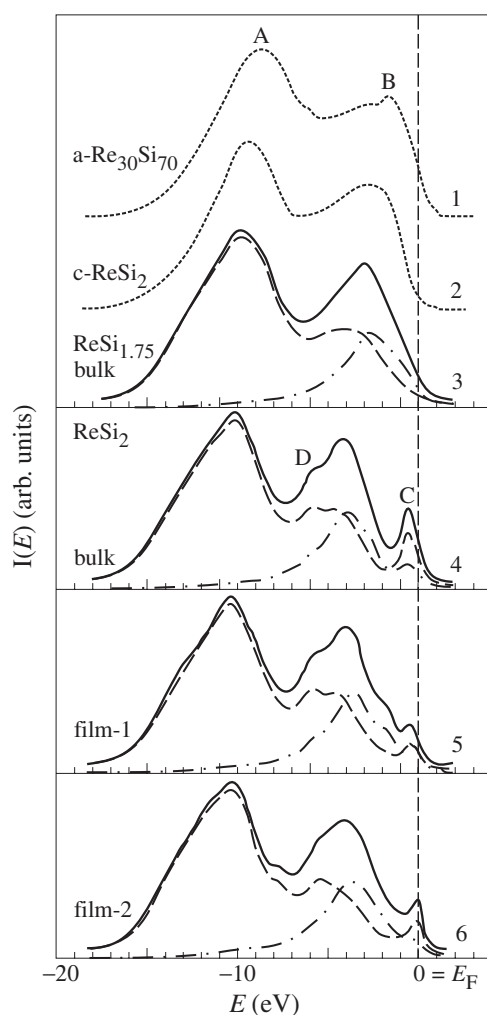 A
B
a-Re30Si70
1
c-ReSi2
2
ReSi1.75
bulk
3
ReSi2
D
C
bulk
4
film-1
5
film-2
6
I(E) (arb. units)
−20 −10 0 = EF
E (eV)